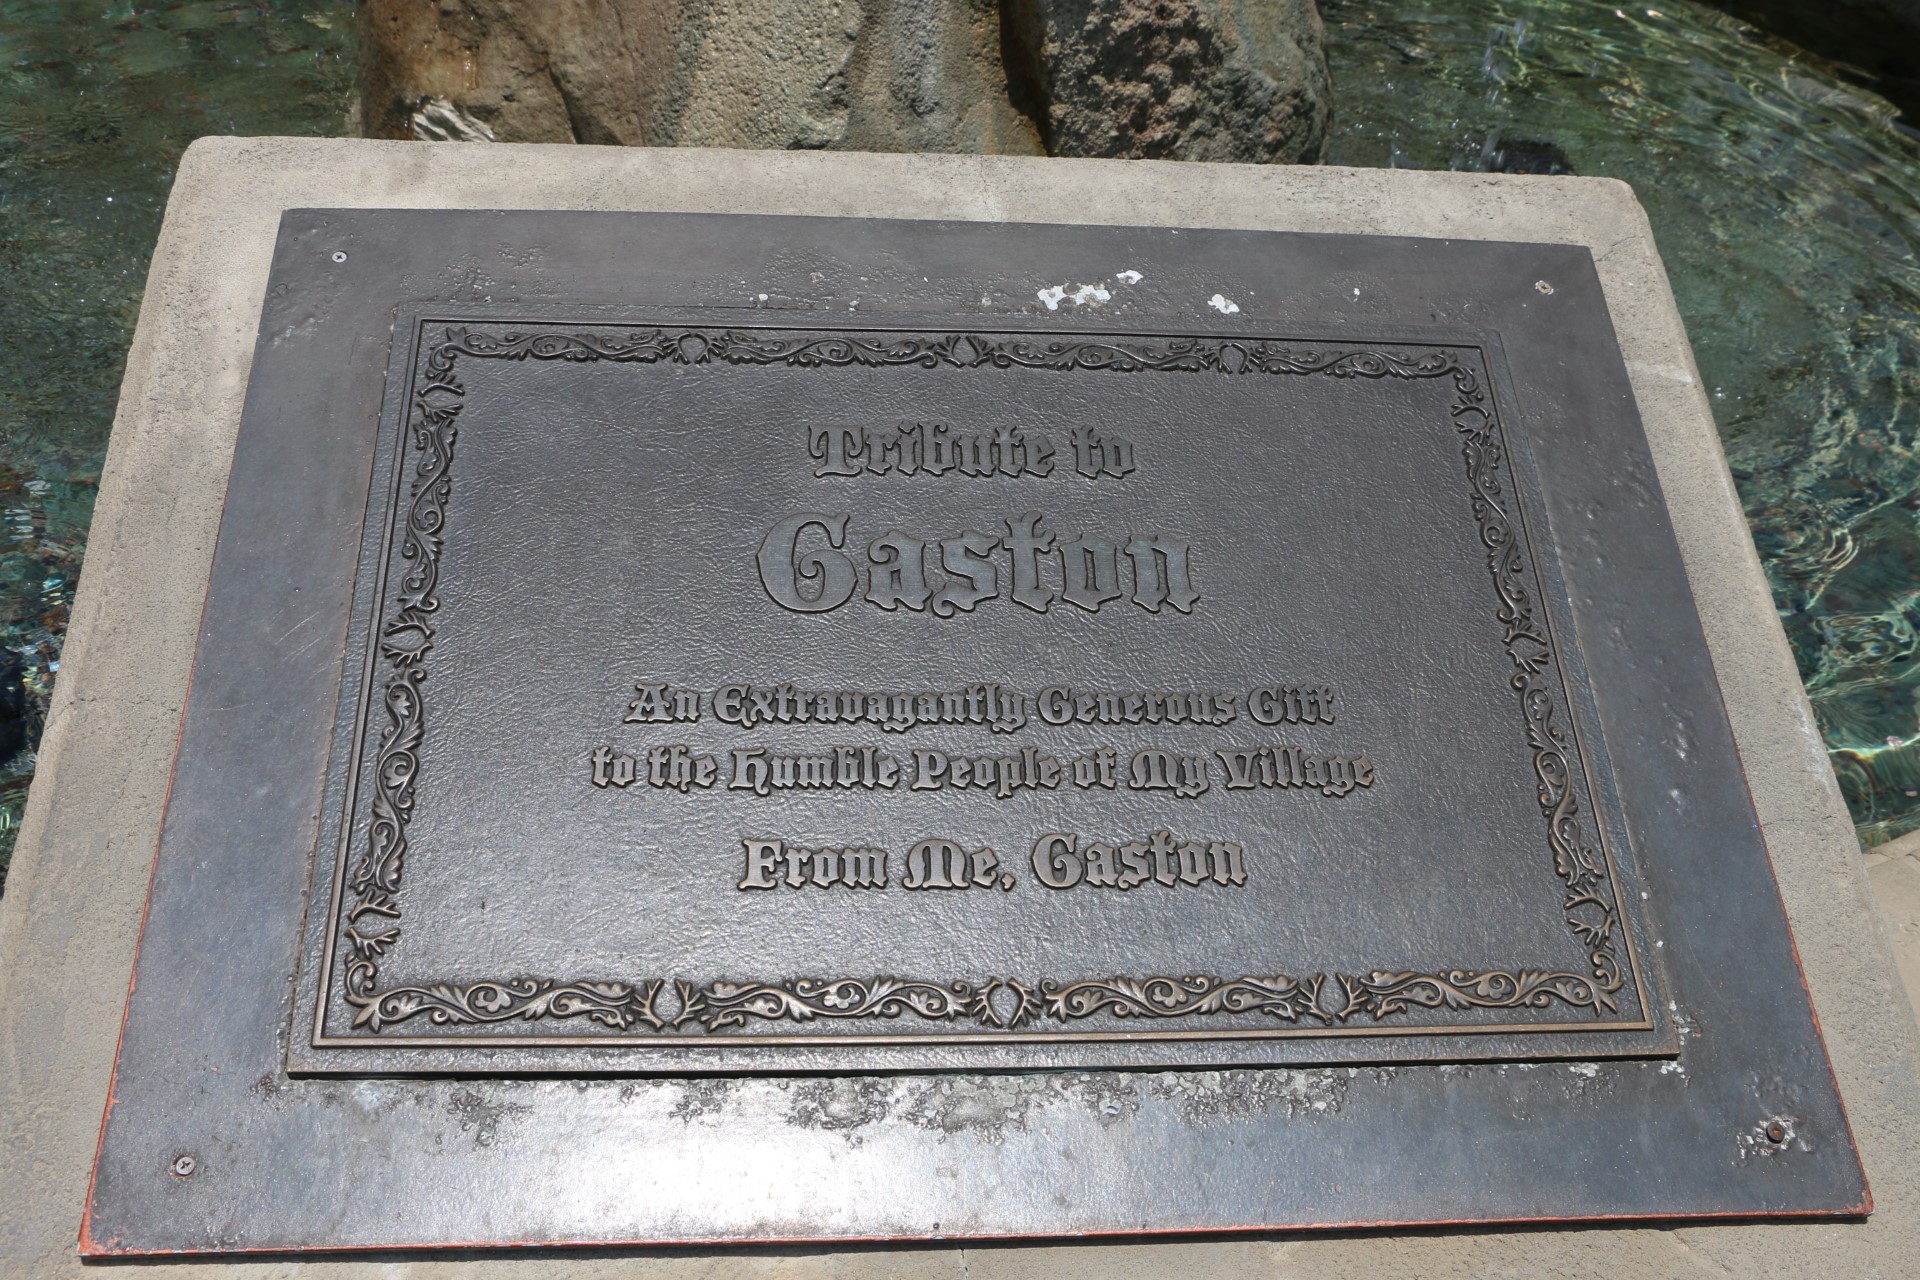 Tribute to
Gaston
An Extravagantly Generous Gift
to the Humble People of My Village
From Me, Gaston